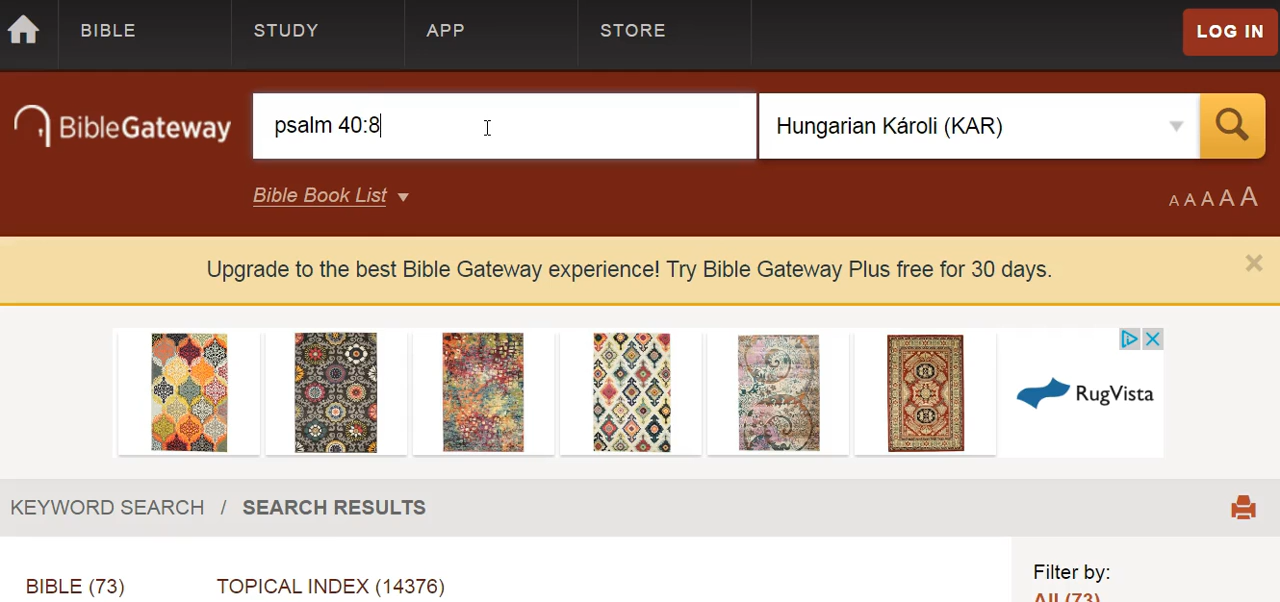 BIBLE STUDY APP STORE LOG IN
BibleGateway psalm 40:8 Hungarian Károli (KAR)
Bible Book List A A A A A
Upgrade to the best Bible Gateway experience! Try Bible Gateway Plus free for 30 days.
RugVista
KEYWORD SEARCH / SEARCH RESULTS
BIBLE (73) TOPICAL INDEX (14376)
Filter by:
All (73)